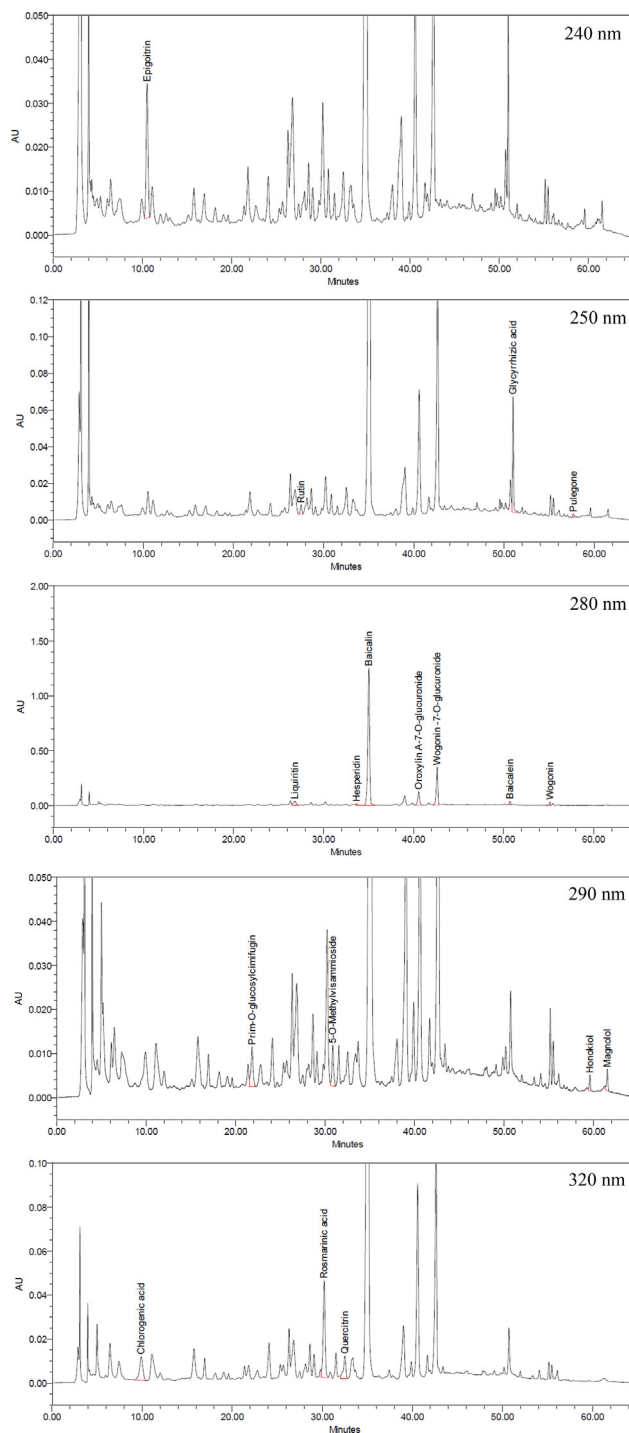 240 nm
0.050
0.040
0.030
0.020
0.010
0.000
AU
Epigoitrin
0.00 10.00 20.00 30.00 40.00 50.00 60.00
Minutes
250 nm
0.12
0.10
0.08
0.06
0.04
0.02
0.00
AU
Rutin
Glycyrrhizic acid
Pulegone
0.00 10.00 20.00 30.00 40.00 50.00 60.00
Minutes
280 nm
2.00
1.50
1.00
0.50
0.00
AU
Liquiritin
Hesperidin
Baicalin
Oroxylin A-7-O-glucuronide
Wogonin -7-O-glucuronide
Baicalein
Wogonin
0.00 10.00 20.00 30.00 40.00 50.00 60.00
Minutes
290 nm
0.050
0.040
0.030
0.020
0.010
0.000
AU
Prim-O-glucosylcimifugin
5-O-Methylvisammioside
Honokiol
Magnolol
0.00 10.00 20.00 30.00 40.00 50.00 60.00
Minutes
320 nm
0.10
0.08
0.06
0.04
0.02
0.00
AU
Chlorogenic acid
Rosmarinic acid
Quercitrin
0.00 10.00 20.00 30.00 40.00 50.00 60.00
Minutes